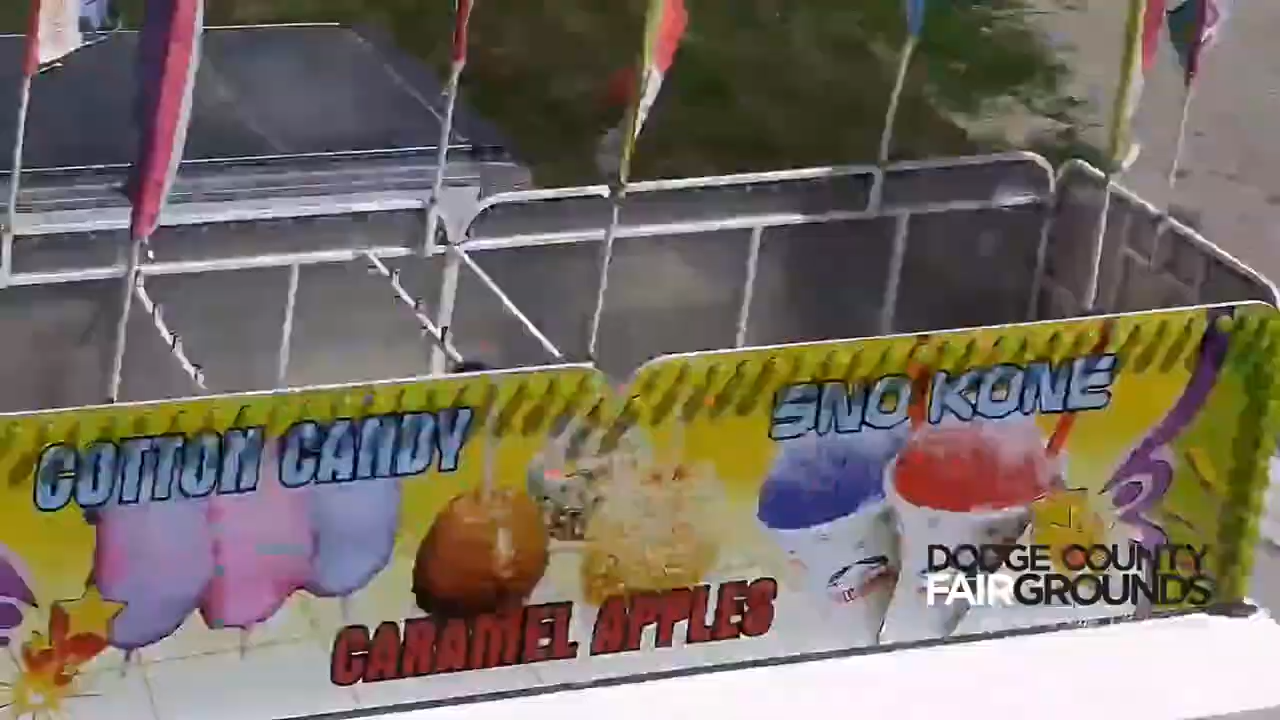 COTTON CANDY
CARAMEL APPLES
SNO KONE
DODGE COUNTY
FAIRGROUNDS